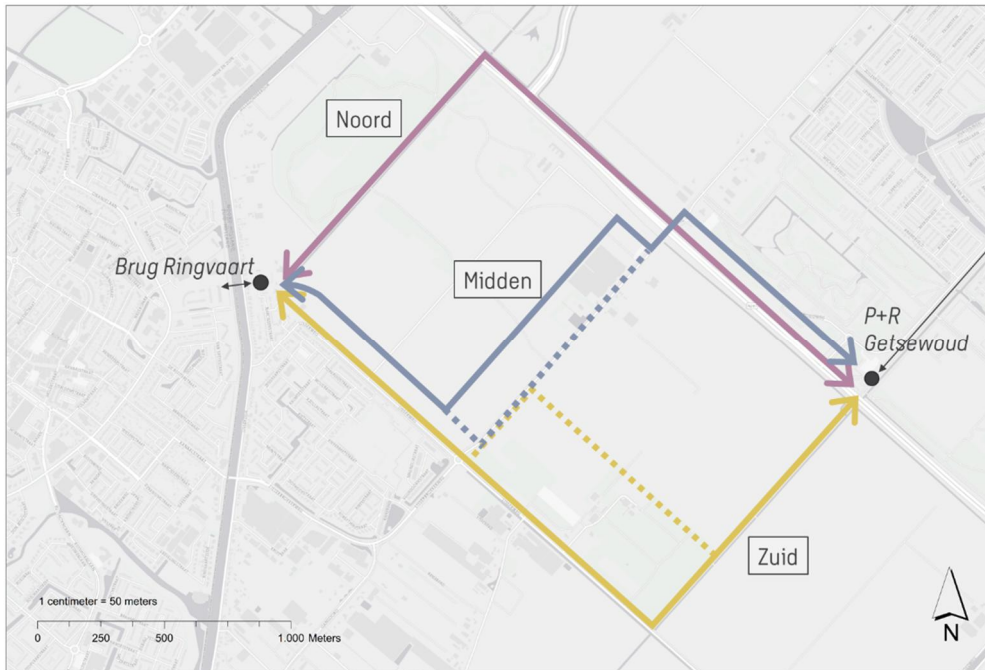 Noord
Brug Ringvaart
Midden
P+R
Getsewoud
Zuid
1 centimeter = 50 meters
0 250 500 1.000 Meters
N